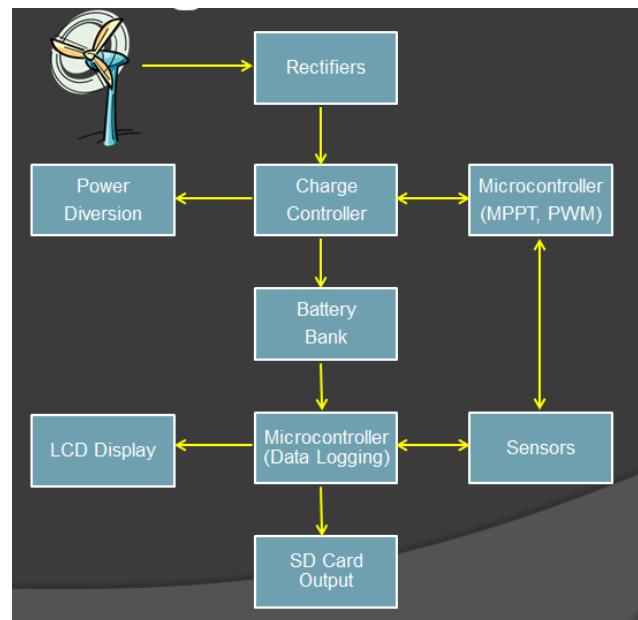 Rectifiers
Power
Diversion
Charge
Controller
Microcontroller
(MPPT, PWM)
Battery
Bank
LCD Display
Microcontroller
(Data Logging)
Sensors
SD Card
Output